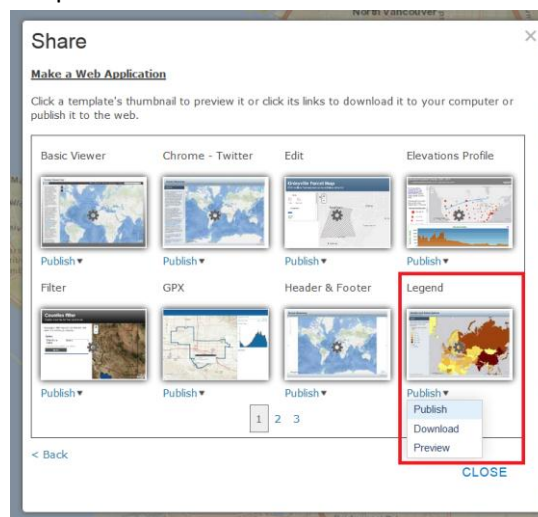 North Vancouver
Share
×
Make a Web Application
Click a template's thumbnail to preview it or click its links to download it to your computer or
publish it to the web.
Basic Viewer Chrome - Twitter Edit Elevations Profile
Publish▼ Publish▼ Publish▼ Publish▼
Filter GPX Header & Footer Legend
Publish▼ Publish▼ Publish▼ Publish▼
Publish
Download
Preview
1 2 3
< Back
CLOSE